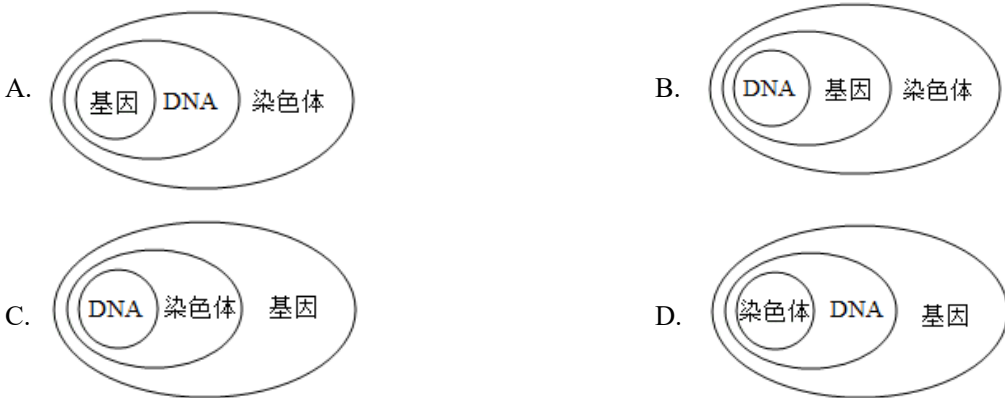 A. 基因 DNA 染色体
B. DNA 基因 染色体
C. DNA 染色体 基因
D. 染色体 DNA 基因